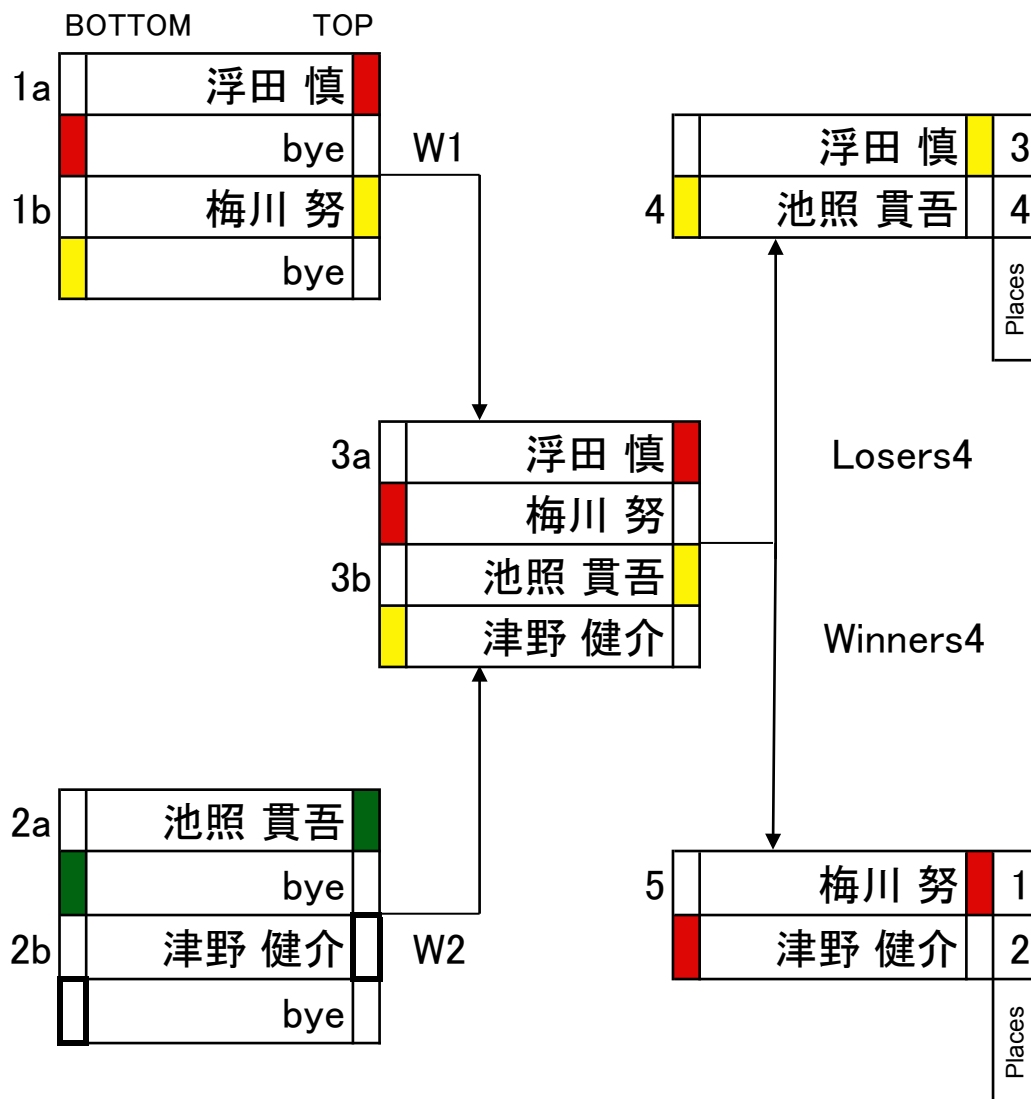 BOTTOM TOP
1a 浮田 慎
bye W1
1b 梅川 努
bye
浮田 慎 3
4 池照 貫吾 4
Places
3a 浮田 慎
梅川 努
3b 池照 貫吾
津野 健介
Losers4
Winners4
2a 池照 貫吾
bye
2b 津野 健介 W2
bye
5 梅川 努 1
津野 健介 2
Places